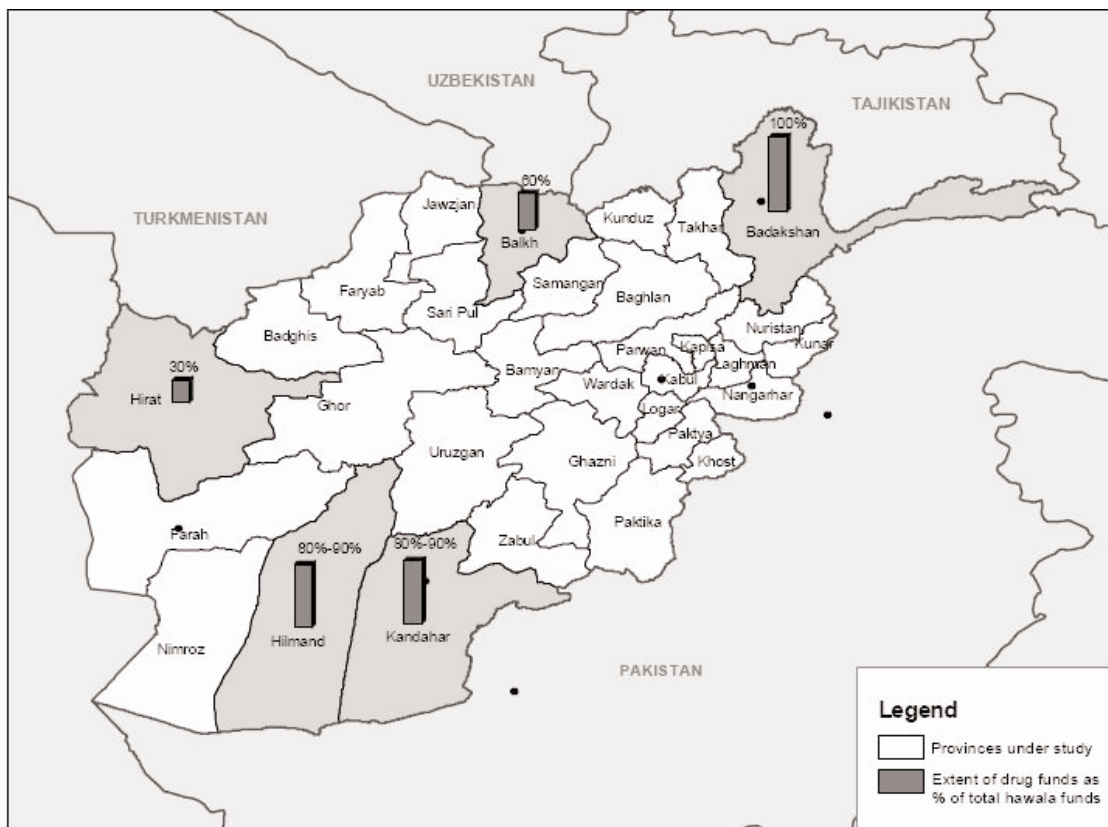 UZBEKISTAN
TAJIKISTAN
100%
60%
TURKMENISTAN
Jawzjan
Balkh
Kunduz
Takhar
Badakshan
Faryab
Sari Pul
Samangan
Baghlan
Badghis
Nuristan
Kunar
Parwan
Kapisa
Laghman
30%
Hirat
Ghor
Bamyan
Wardak
Kabul
Nangarhar
Logar
Paktya
Uruzgan
Ghazni
Khost
Paktika
Farah
80%-90%
80%-90%
Zabul
Hilmand
Kandahar
Nimroz
PAKISTAN
Legend
Provinces under study
Extent of drug funds as
% of total hawala funds